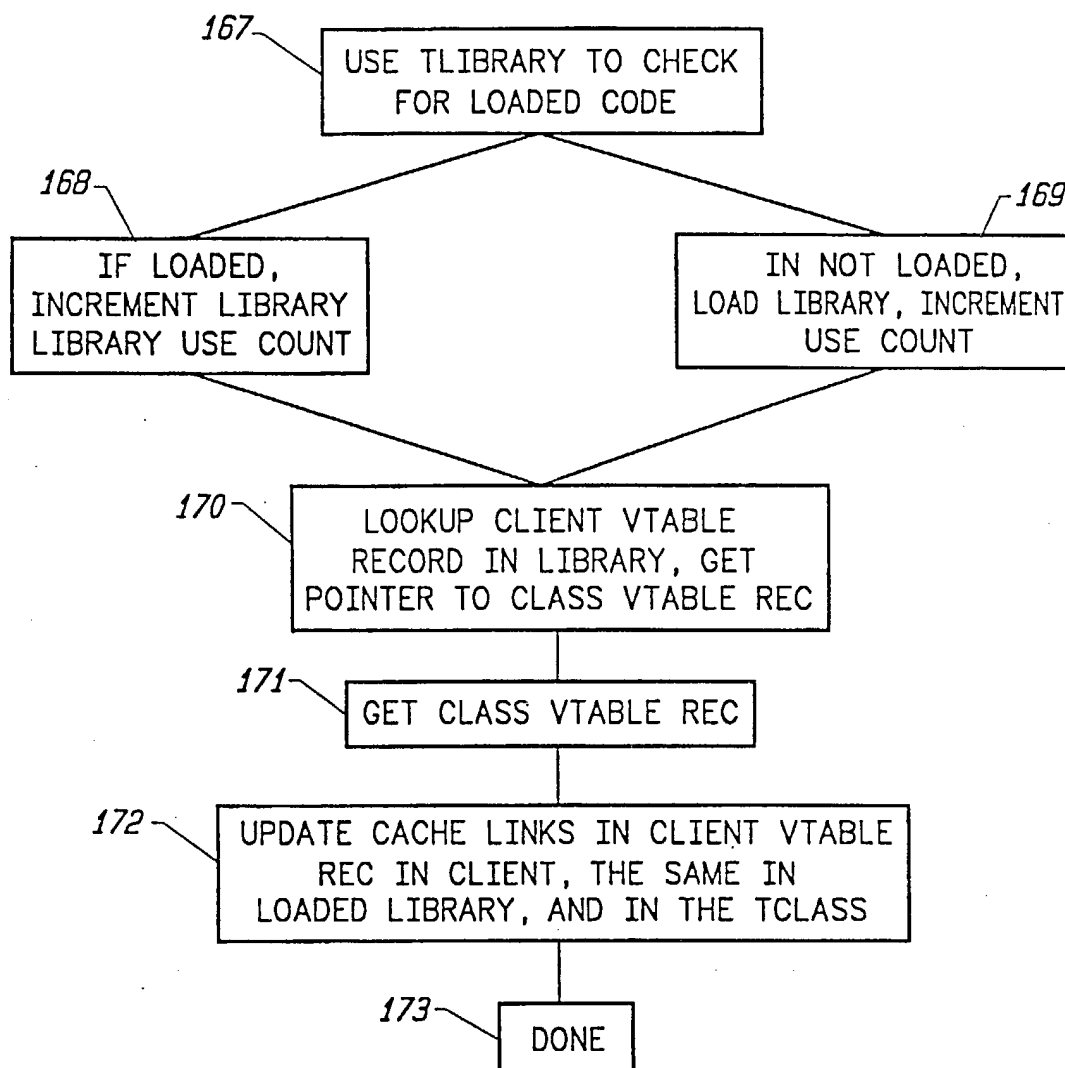 167
USE TLIBRARY TO CHECK
FOR LOADED CODE
168
IF LOADED,
INCREMENT LIBRARY
LIBRARY USE COUNT
169
IN NOT LOADED,
LOAD LIBRARY, INCREMENT
USE COUNT
170
LOOKUP CLIENT VTABLE
RECORD IN LIBRARY, GET
POINTER TO CLASS VTABLE REC
171
GET CLASS VTABLE REC
172
UPDATE CACHE LINKS IN CLIENT VTABLE
REC IN CLIENT, THE SAME IN
LOADED LIBRARY, AND IN THE TCLASS
173
DONE